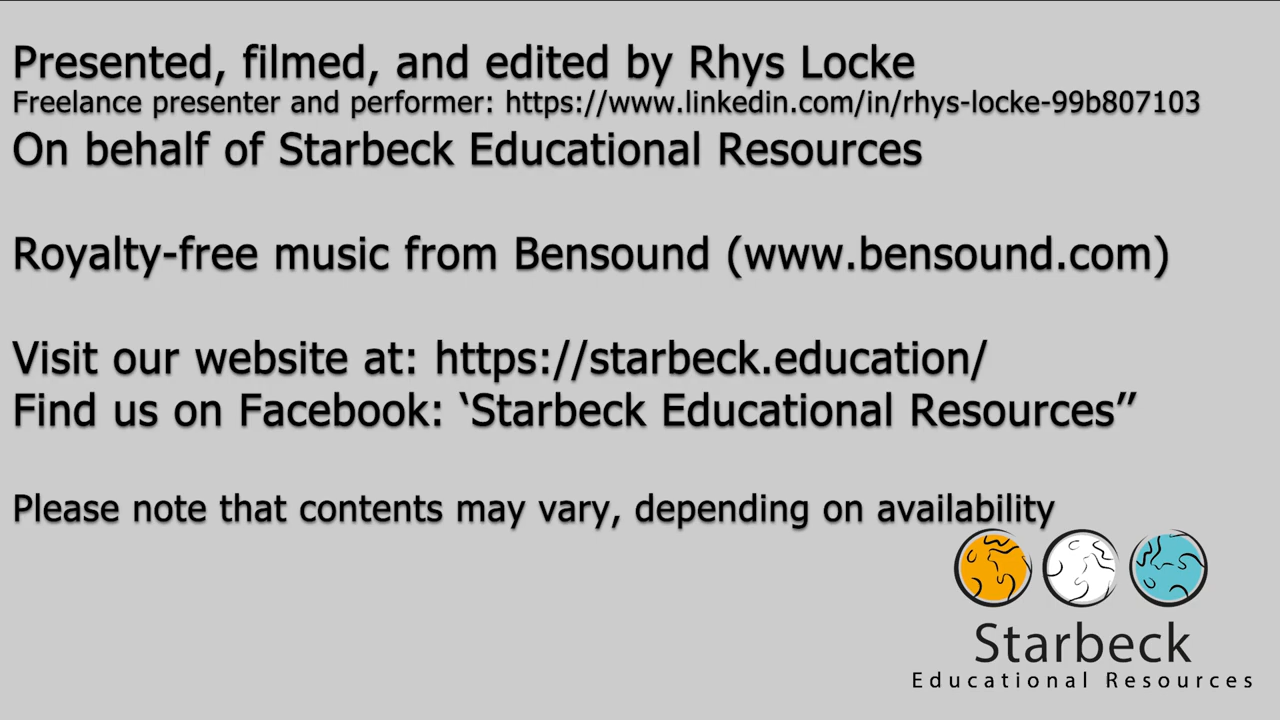 Presented, filmed, and edited by Rhys Locke
Freelance presenter and performer: https://www.linkedin.com/in/rhys-locke-99b807103
On behalf of Starbeck Educational Resources
Royalty-free music from Bensound (www.bensound.com)
Visit our website at: https://starbeck.education/
Find us on Facebook: ‘Starbeck Educational Resources’’
Please note that contents may vary, depending on availability
Starbeck
Educational Resources